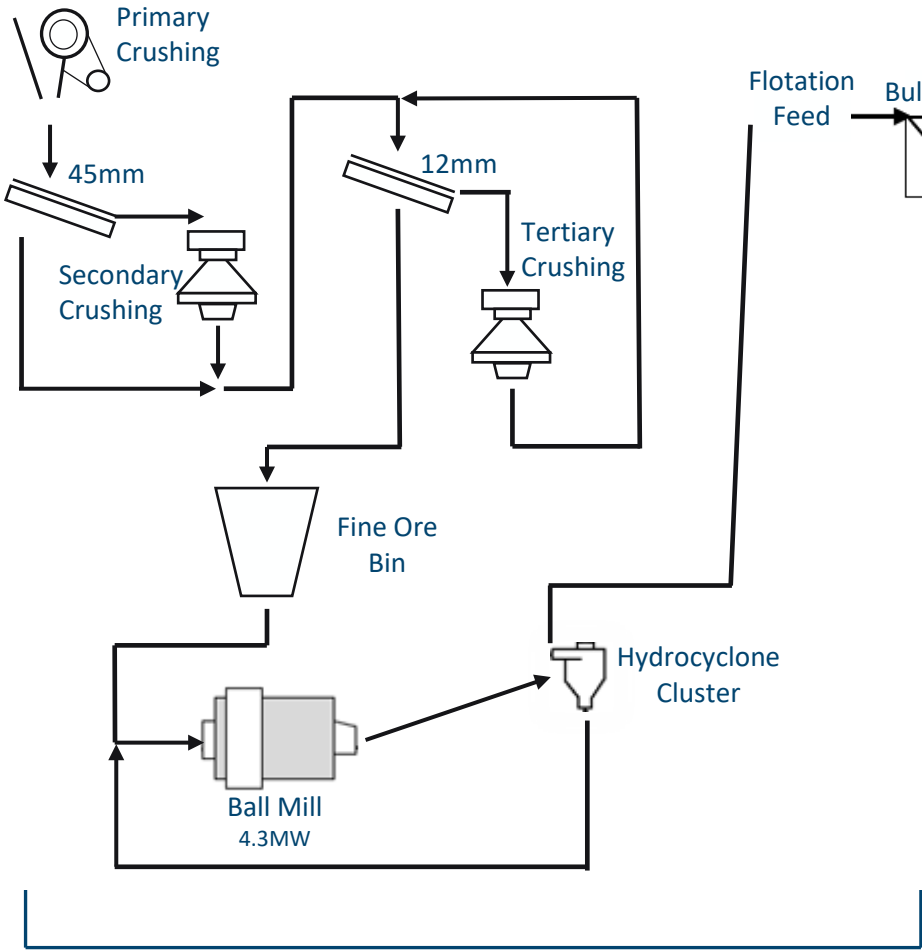 Primary
Crushing
45mm
Secondary
Crushing
12mm
Tertiary
Crushing
Flotation
Feed
Bul
Fine Ore
Bin
Hydrocyclone
Cluster
Ball Mill
4.3MW